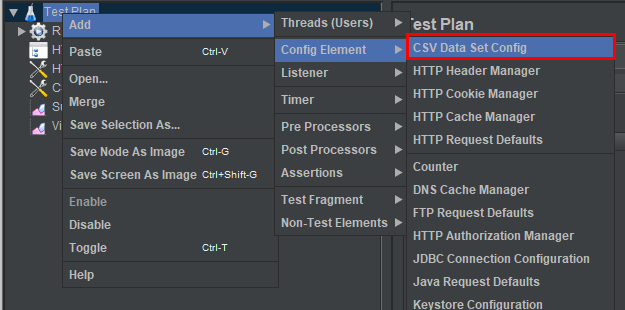 Test Plan
Add
Paste Ctrl-V
Open...
Merge
Save Selection As...
Save Node As Image Ctrl-G
Save Screen As Image Ctrl+Shift-G
Enable
Disable
Toggle Ctrl-T
Help
Threads (Users)
Config Element
Listener
Timer
Pre Processors
Post Processors
Assertions
Test Fragment
Non-Test Elements
Test Plan
CSV Data Set Config
HTTP Header Manager
HTTP Cookie Manager
HTTP Cache Manager
HTTP Request Defaults
Counter
DNS Cache Manager
FTP Request Defaults
HTTP Authorization Manager
JDBC Connection Configuration
Java Request Defaults
Keystore Configuration